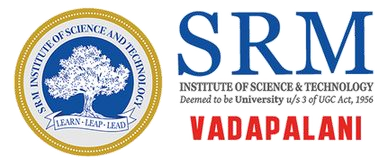 SRM INSTITUTE OF SCIENCE AND TECHNOLOGY
LEARN - LEAP - LEAD
SRM
INSTITUTE OF SCIENCE & TECHNOLOGY
Deemed to be University u/s 3 of UGC Act, 1956
VADAPALANI